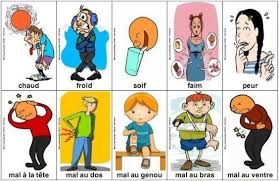 chaud froid soif faim peur
mal à la tête mal au dos mal au genou mal au bras mal au ventre